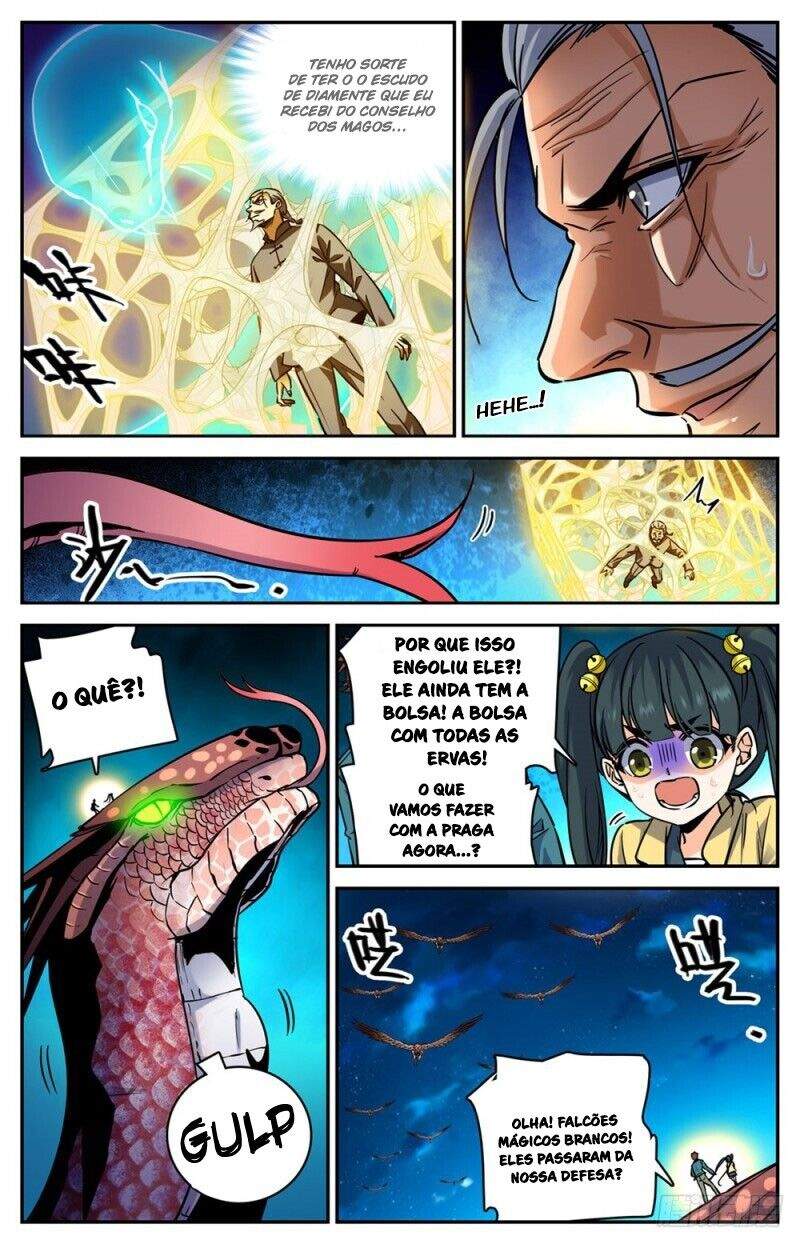 TENHO SORTE
DE TER O O ESCUDO
DE DIAMENTE QUE EU
RECEBI DO CONSELHO
DOS MAGOS...
HEHE...!
O QUÊ?!
POR QUE ISSO
ENGOLIU ELE?!
ELE AINDA TEM A
BOLSA! A BOLSA
COM TODAS AS
ERVAS!
O QUE
VAMOS FAZER
COM A PRAGA
AGORA...?
GULP
OLHA! FALCÕES
MÁGICOS BRANCOS!
ELES PASSARAM DA
NOSSA DEFESA?